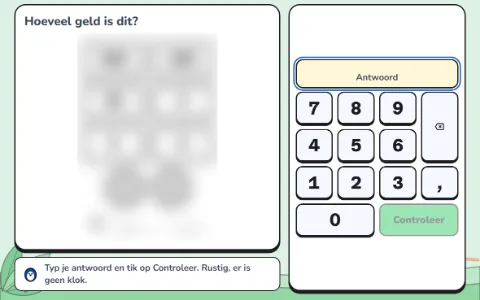 Hoeveel geld is dit?
Antwoord
7 8 9
4 5 6
1 2 3 ,
0 Controleer
Typ je antwoord en tik op Controleer. Rustig, er is
geen klok.